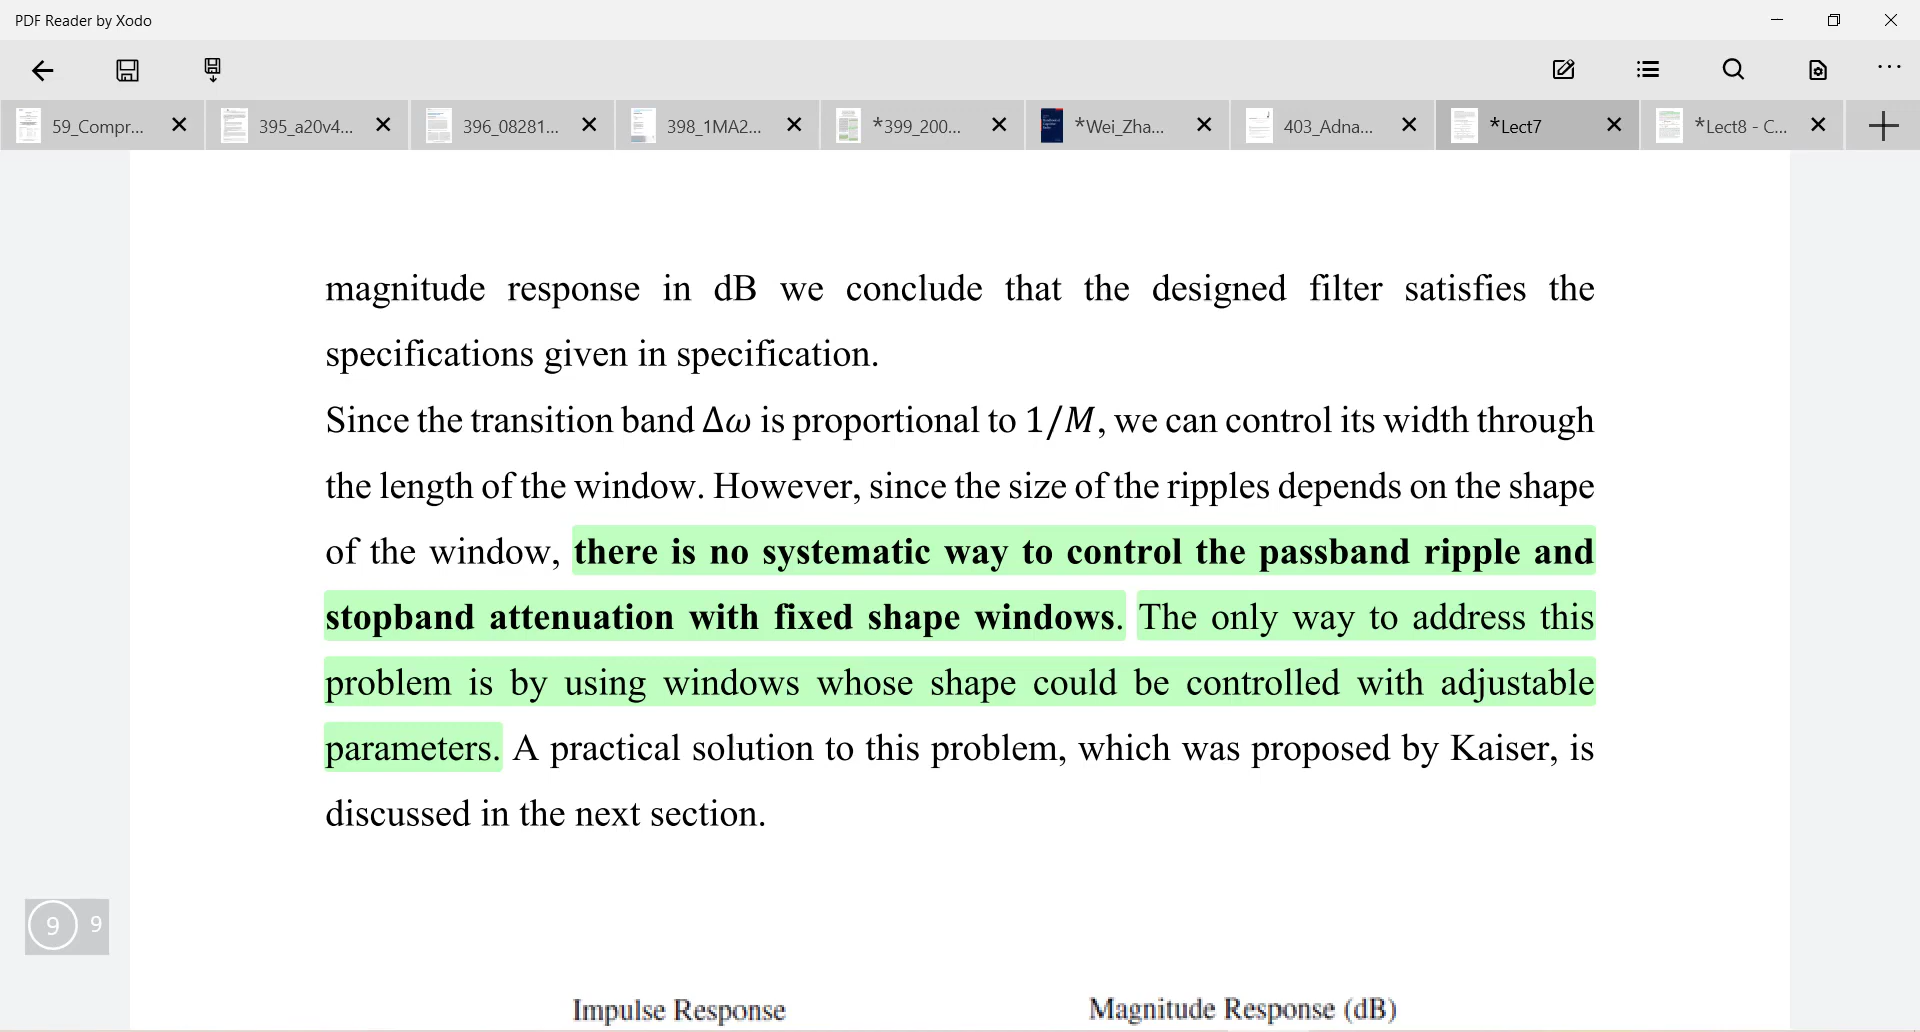 PDF Reader by Xodo
59_Compr... 395_a20v4... 396_08281... 398_1MA2... *399_200... *Wei_Zha... 403_Adna... *Lect7 *Lect8 - C...
magnitude response in dB we conclude that the designed filter satisfies the
specifications given in specification.
Since the transition band Δω is proportional to 1/M, we can control its width through
the length of the window. However, since the size of the ripples depends on the shape
of the window, there is no systematic way to control the passband ripple and
stopband attenuation with fixed shape windows. The only way to address this
problem is by using windows whose shape could be controlled with adjustable
parameters. A practical solution to this problem, which was proposed by Kaiser, is
discussed in the next section.
9 9
Impulse Response Magnitude Response (dB)